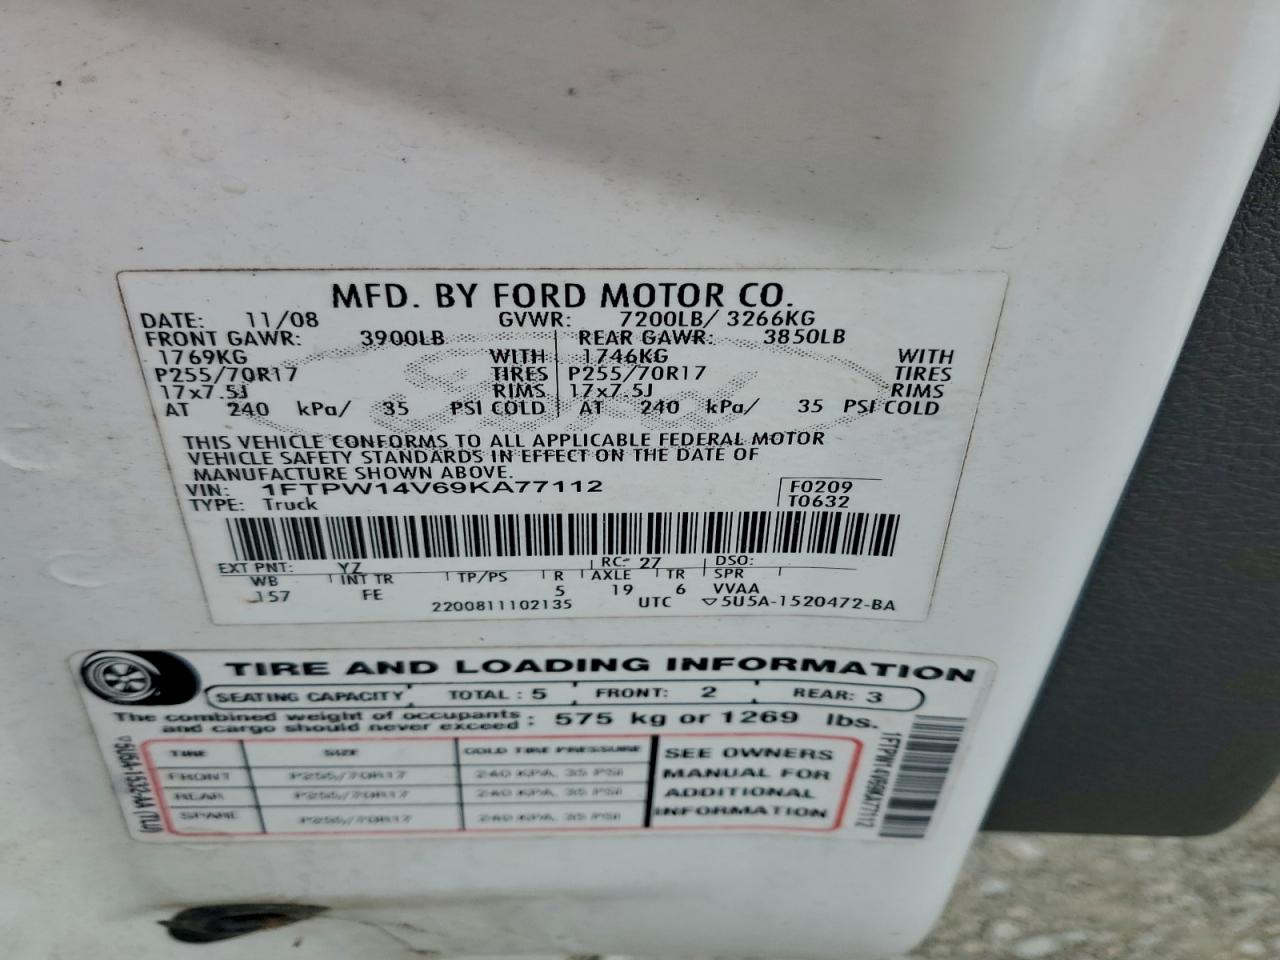 MFD. BY FORD MOTOR CO.
DATE: 11/08 GVWR: 7200LB/ 3266KG
FRONT GAWR: 3900LB REAR GAWR: 3850LB
1769KG WITH 1746KG WITH
P255/70R17 TIRES P255/70R17 TIRES
17x7.5J RIMS 17x7.5J RIMS
AT 240 kPa/ 35 PSI COLD AT 240 kPa/ 35 PSI COLD
THIS VEHICLE CONFORMS TO ALL APPLICABLE FEDERAL MOTOR
VEHICLE SAFETY STANDARDS IN EFFECT ON THE DATE OF
MANUFACTURE SHOWN ABOVE.
VIN: 1FTPW14V69KA77112 F0209
TYPE: Truck T0632
EXT PNT: YZ RC: 27 DSO:
WB INT TR TP/PS R AXLE TR SPR
157 FE 5 19 6 VVAA
2200811102135 UTC ▽5U5A-1520472-BA
TIRE AND LOADING INFORMATION
SEATING CAPACITY TOTAL : 5 FRONT: 2 REAR: 3
The combined weight of occupants
and cargo should never exceed : 575 kg or 1269 lbs.
TIRE SIZE COLD TIRE PRESSURE SEE OWNERS
FRONT P255/70R17 240 KPA, 35 PSI MANUAL FOR
REAR P255/70R17 240 KPA, 35 PSI ADDITIONAL
SPARE P255/70R17 240 KPA, 35 PSI INFORMATION
1FTPW14V69KA77112